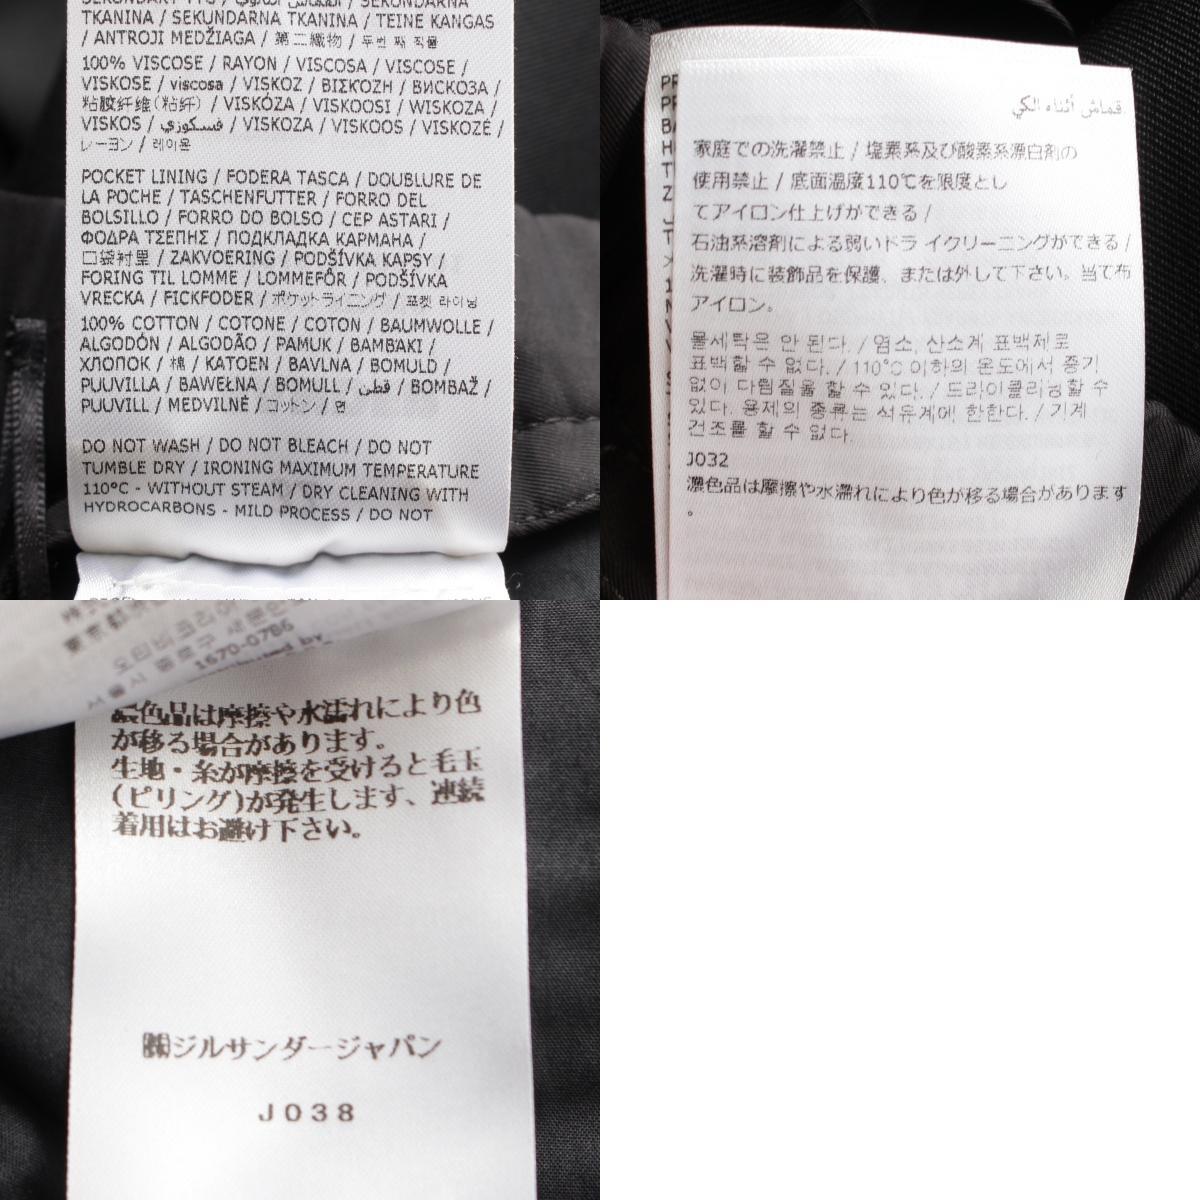 TKANINA / SEKUNDARNA TKANINA / TEINE KANGAS
/ ANTROJI MEDŽIAGA / 第二織物 / 두번 째 직물
100% VISCOSE / RAYON / VISCOSA / VISCOSE /
VISKOSE / viscosa / VISKOZ / ΒΙΣΚΌΖΗ / ВИСКОЗА /
粘胶纤维(粘纤) / VISKÓZA / VISKOOSI / WISKOZA /
VISKOS / فسكوزي / VISKOZA / VISKOOS / VISKOZĖ /
レーヨン / 레이온
POCKET LINING / FODERA TASCA / DOUBLURE DE
LA POCHE / TASCHENFUTTER / FORRO DEL
BOLSILLO / FORRO DO BOLSO / CEP ASTARI /
ΦΟΔΡΑ ΤΣΕΠΗΣ / ПОДКЛАДКА КАРМАНА /
口袋衬里 / ZAKVOERING / PODŠÍVKA KAPSY /
FORING TIL LOMME / LOMMEFÔR / PODŠÍVKA
VRECKA / FICKFODER / ポケットライニング / 포켓 라이닝
100% COTTON / COTONE / COTON / BAUMWOLLE /
ALGODÓN / ALGODÃO / PAMUK / ΒΑΜΒΑΚΙ /
ХЛОПОК / 棉 / KATOEN / BAVLNA / BOMULD /
PUUVILLA / BAWEŁNA / BOMULL / قطن / BOMBAŽ /
PUUVILL / MEDVILNĖ / コットン / 면
DO NOT WASH / DO NOT BLEACH / DO NOT
TUMBLE DRY / IRONING MAXIMUM TEMPERATURE
110°C - WITHOUT STEAM / DRY CLEANING WITH
HYDROCARBONS - MILD PROCESS / DO NOT
قماش أثناء الكي.
家庭での洗濯禁止 / 塩素系及び酸素系漂白剤の
使用禁止 / 底面温度110℃を限度とし
てアイロン仕上げができる /
石油系溶剤による弱いドラ イクリーニングができる /
洗濯時に装飾品を保護、または外して下さい。当て布
アイロン。
물세탁은 안 된다. / 염소, 산소계 표백제로
표백할 수 없다. / 110°C 이하의 온도에서 증기
없이 다림질을 할 수 있다. / 드라이클리닝할 수
있다. 용제의 종류는 석유계에 한한다. / 기계
건조를 할 수 없다.
J032
濃色品は摩擦や水濡れにより色が移る場合があります
。
1670-0786
濃色品は摩擦や水濡れにより色
が移る場合があります。
生地・糸が摩擦を受けると毛玉
(ピリング)が発生します、連続
着用はお避け下さい。
㈱ジルサンダージャパン
J038